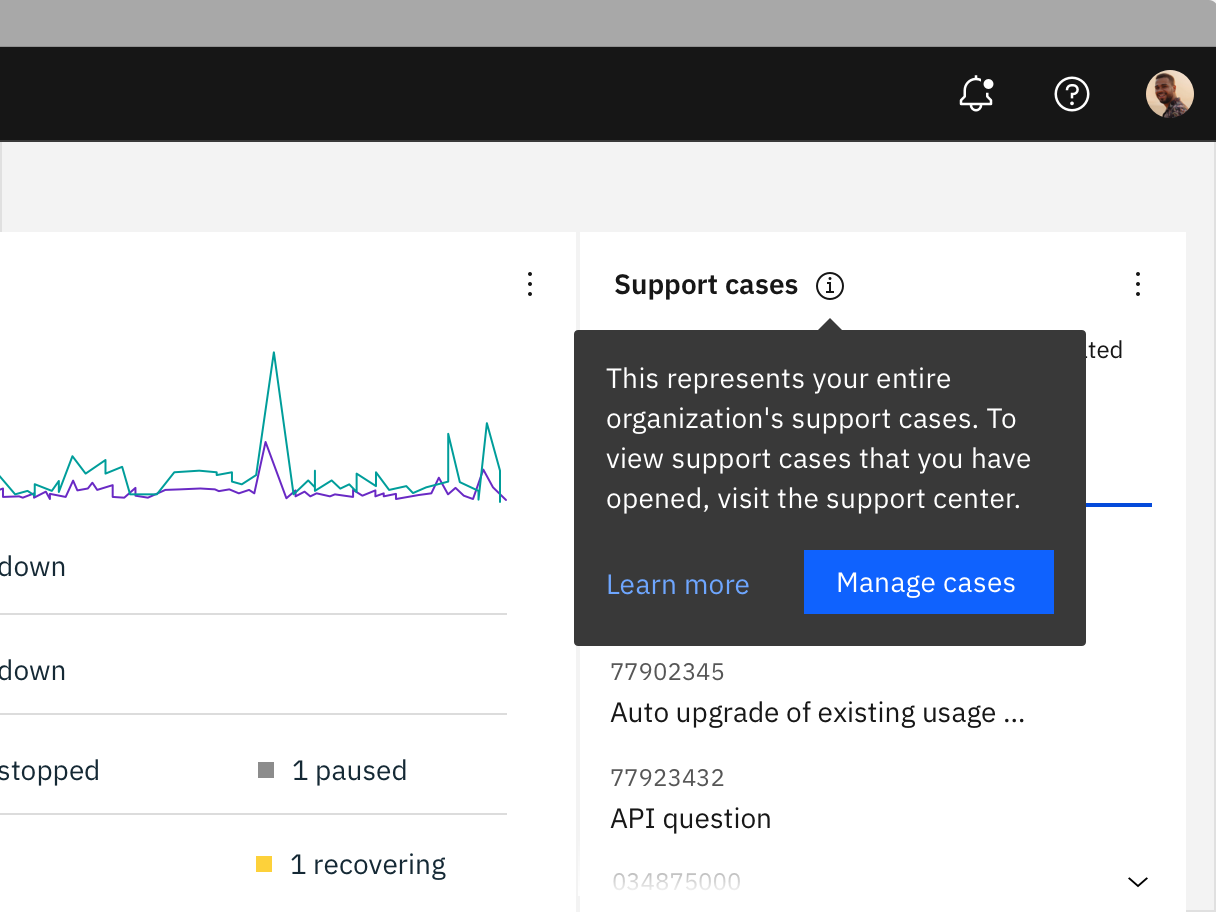 Support cases
This represents your entire
organization's support cases. To
view support cases that you have
opened, visit the support center.
Learn more
Manage cases
down
down
stopped
1 paused
1 recovering
77902345
Auto upgrade of existing usage ...
77923432
API question
034875000